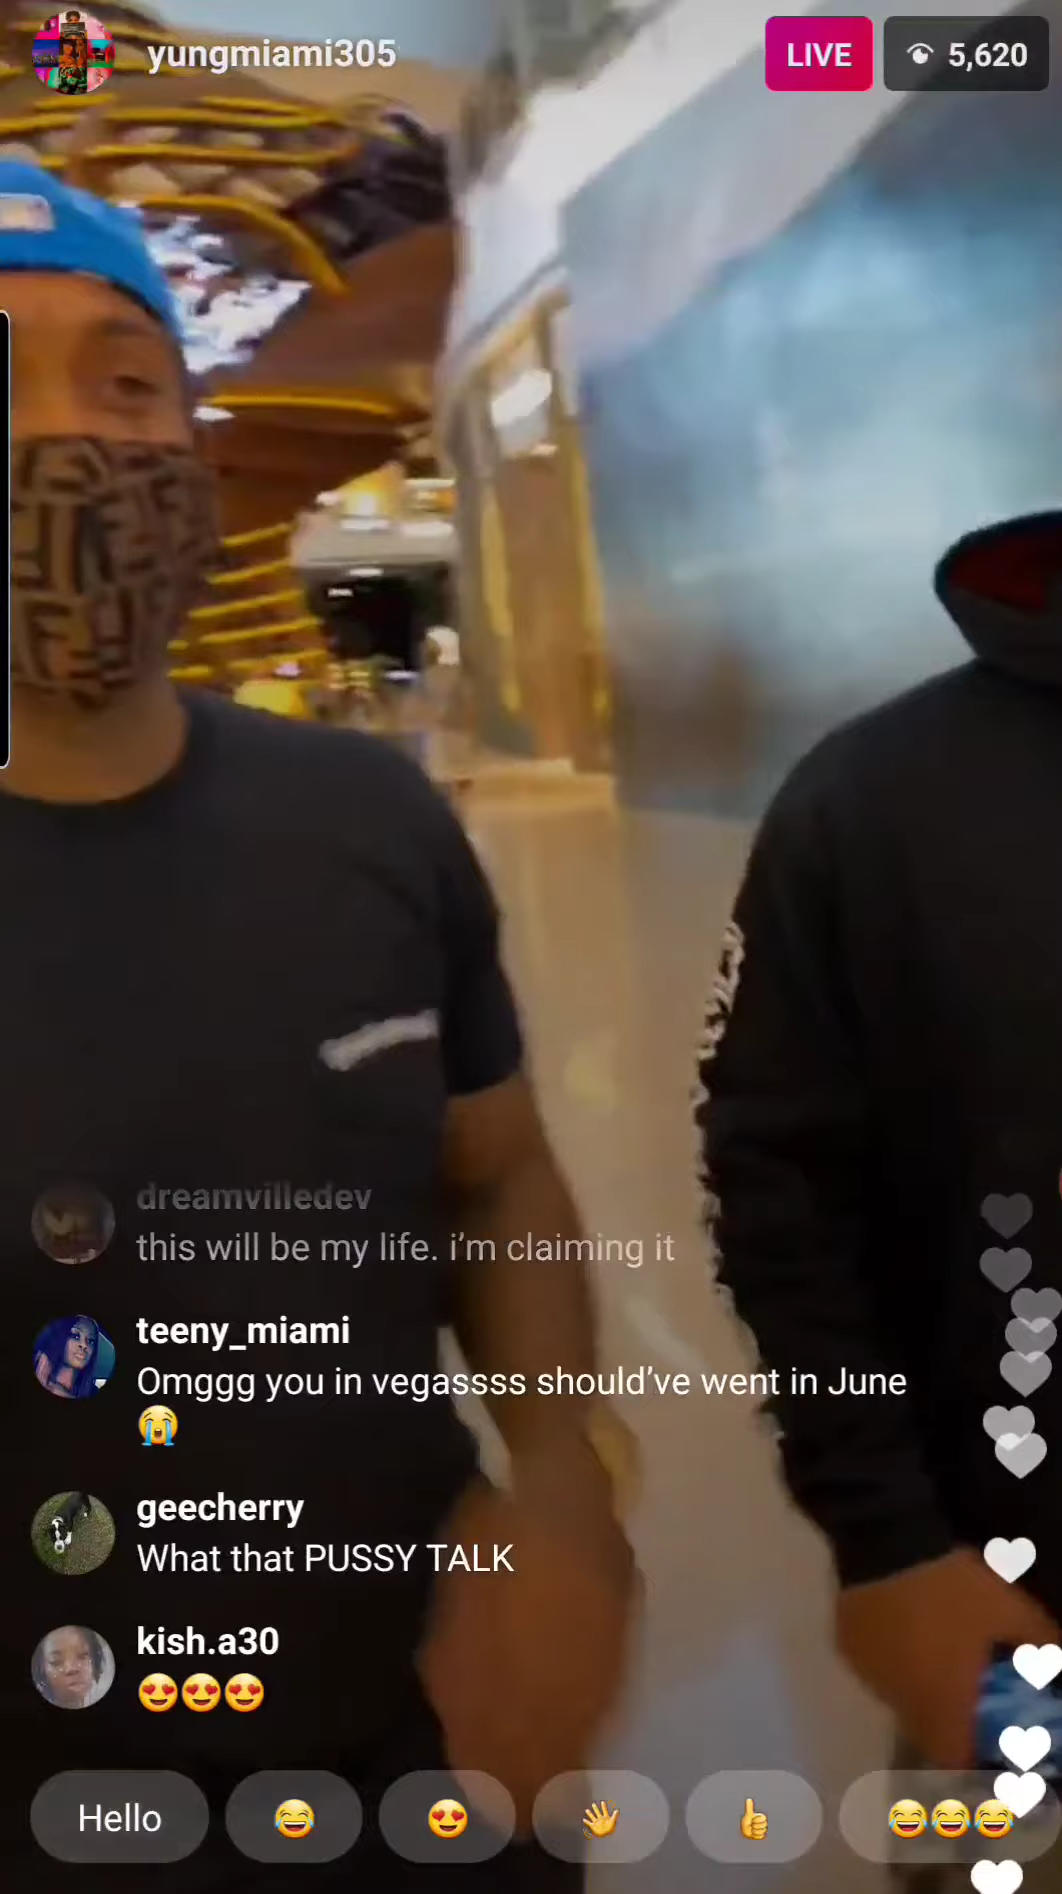 yungmiami305
LIVE
5,620
dreamvilledev
this will be my life. i'm claiming it
teeny_miami
Omggg you in vegassss should've went in June
😭
geecherry
What that PUSSY TALK
kish.a30
😍😍😍
Hello 😂 😍 👋 👍 😂😂😂